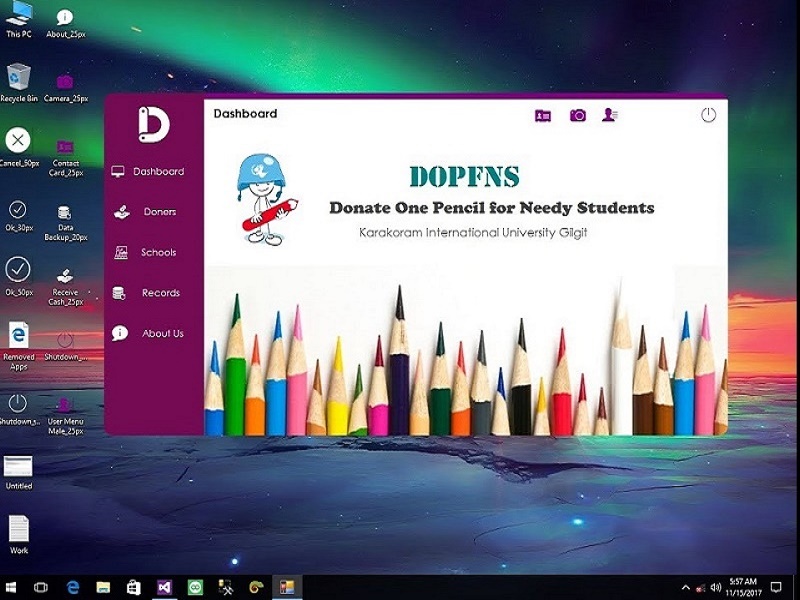 This PC
About_25px
Recycle Bin
Camera_25px
Cancel_50px
Contact
Card_25px
Ok_30px
Data
Backup_20px
Ok_50px
Receive
Cash_25px
Removed
Apps
Shutdown_...
Shutdown_s...
User Menu
Male_25px
Untitled
Work
D
Dashboard
Doners
Schools
Records
About Us
Dashboard
DOPFNS
Donate One Pencil for Needy Students
Karakoram International University Gilgit
5:57 AM
11/15/2017